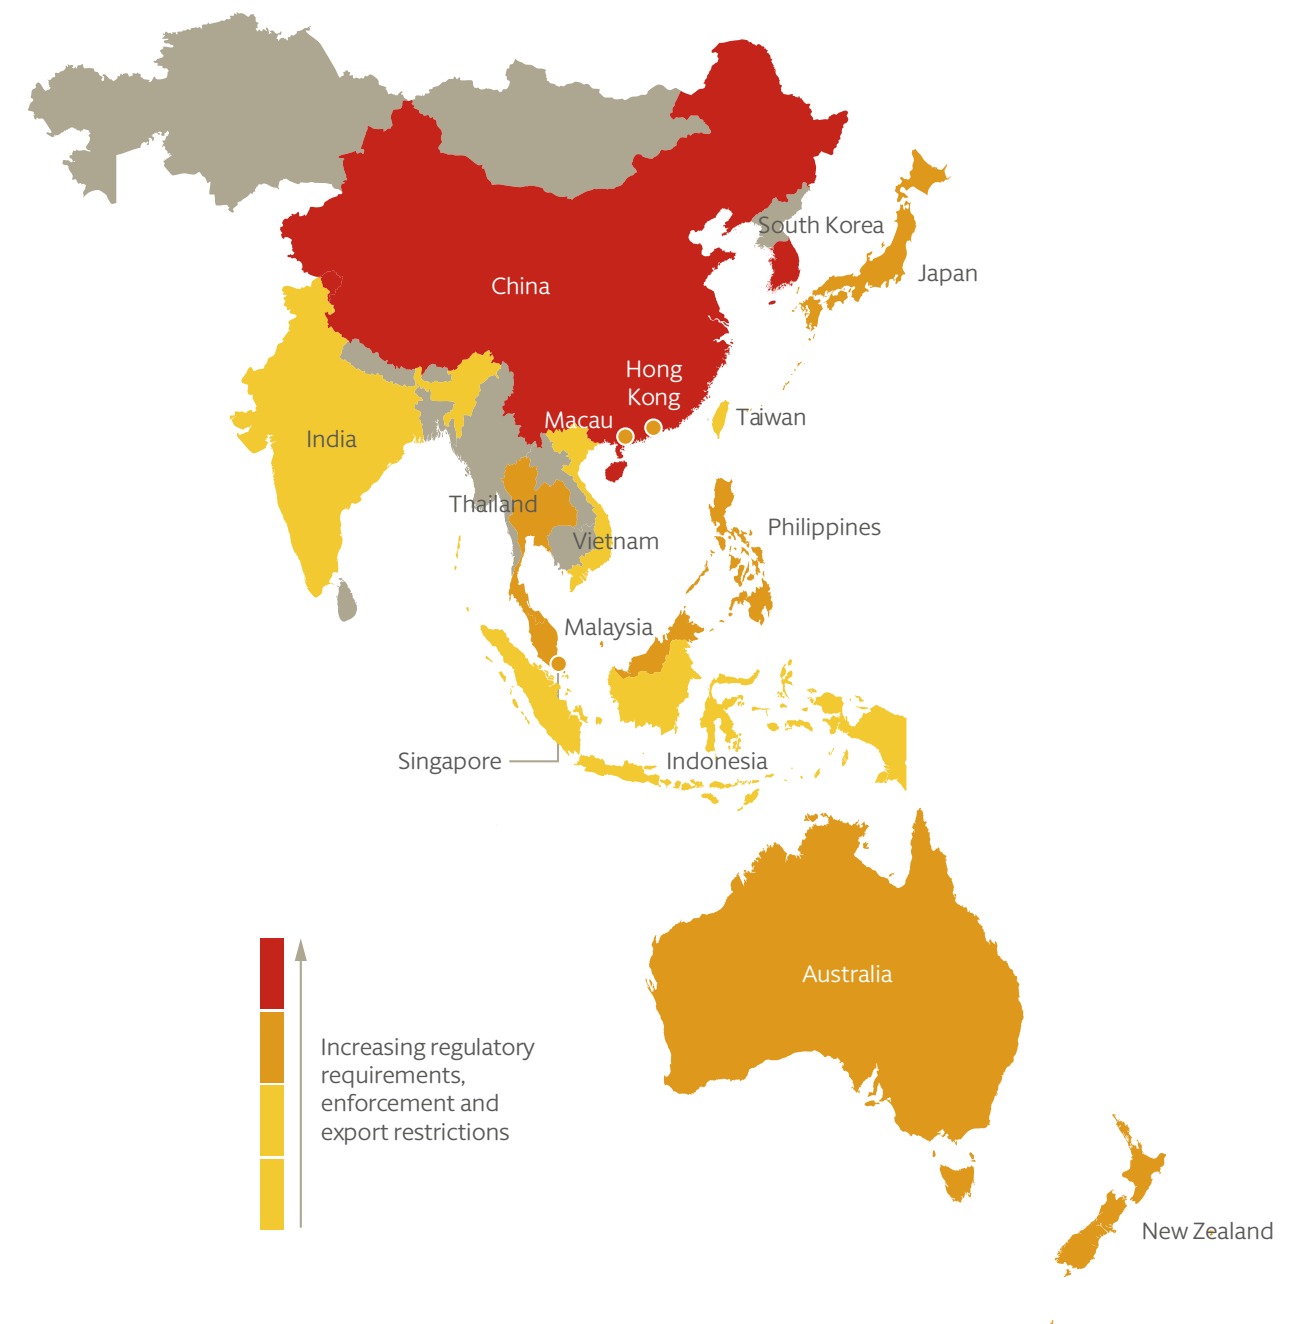 South Korea
Japan
China
Hong
Kong
Macau
Taiwan
India
Thailand
Philippines
Vietnam
Malaysia
Singapore
Indonesia
Australia
Increasing regulatory
requirements,
enforcement and
export restrictions
New Zealand